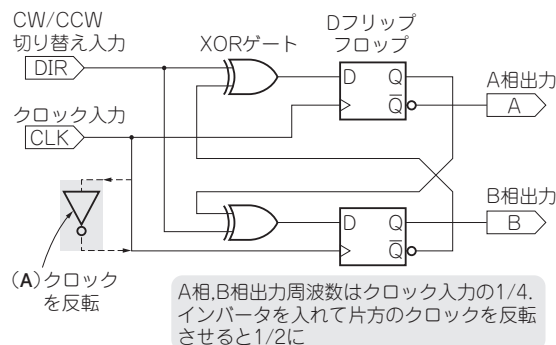 CW/CCW
切り替え入力
DIR
XORゲート
Dフリップ
フロップ
D
Q
Q
A相出力
A
クロック入力
CLK
D
Q
Q
B相出力
B
(A)クロック
を反転
A相,B相出力周波数はクロック入力の1/4.
インバータを入れて片方のクロックを反転
させると1/2に